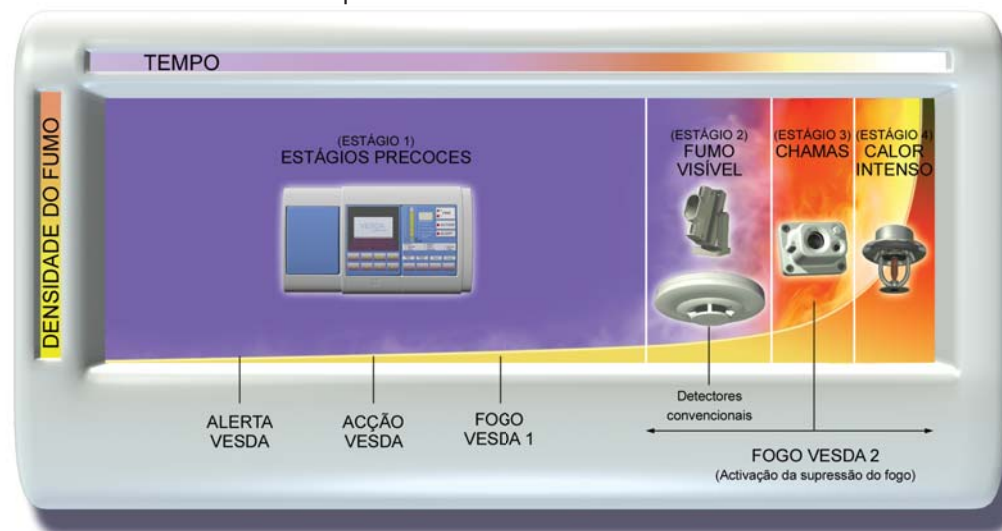 TEMPO
DENSIDADE DO FUMO
(ESTÁGIO 1)
ESTÁGIOS PRECOCES
(ESTÁGIO 2)
FUMO
VISÍVEL
(ESTÁGIO 3)
CHAMAS
(ESTÁGIO 4)
CALOR
INTENSO
ALERTA
VESDA
ACÇÃO
VESDA
FOGO
VESDA 1
Detectores
convencionais
FOGO VESDA 2
(Activação da supressão do fogo)